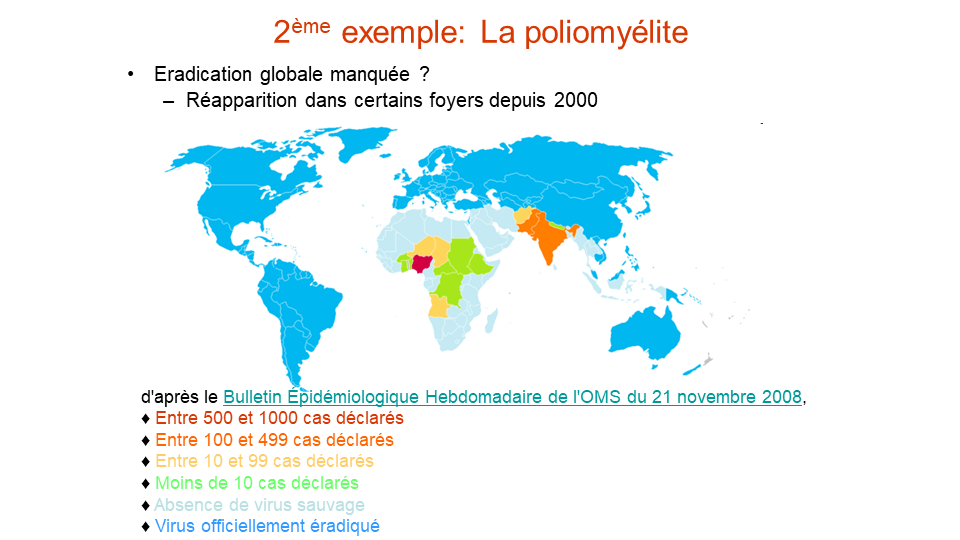 2ème exemple: La poliomyélite
• Eradication globale manquée ?
– Réapparition dans certains foyers depuis 2000
d'après le Bulletin Épidémiologique Hebdomadaire de l'OMS du 21 novembre 2008,
♦ Entre 500 et 1000 cas déclarés
♦ Entre 100 et 499 cas déclarés
♦ Entre 10 et 99 cas déclarés
♦ Moins de 10 cas déclarés
♦ Absence de virus sauvage
♦ Virus officiellement éradiqué